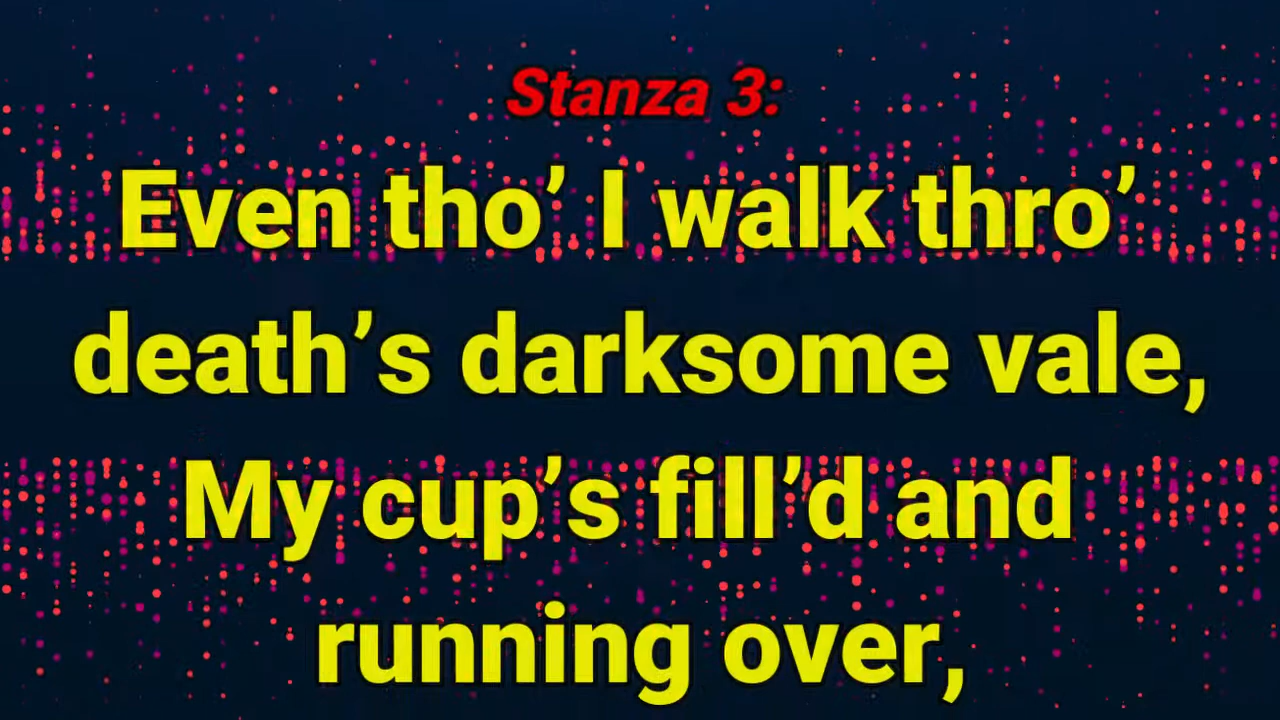 Stanza 3:
Even tho’ I walk thro’
death’s darksome vale,
My cup’s fill’d and
running over,